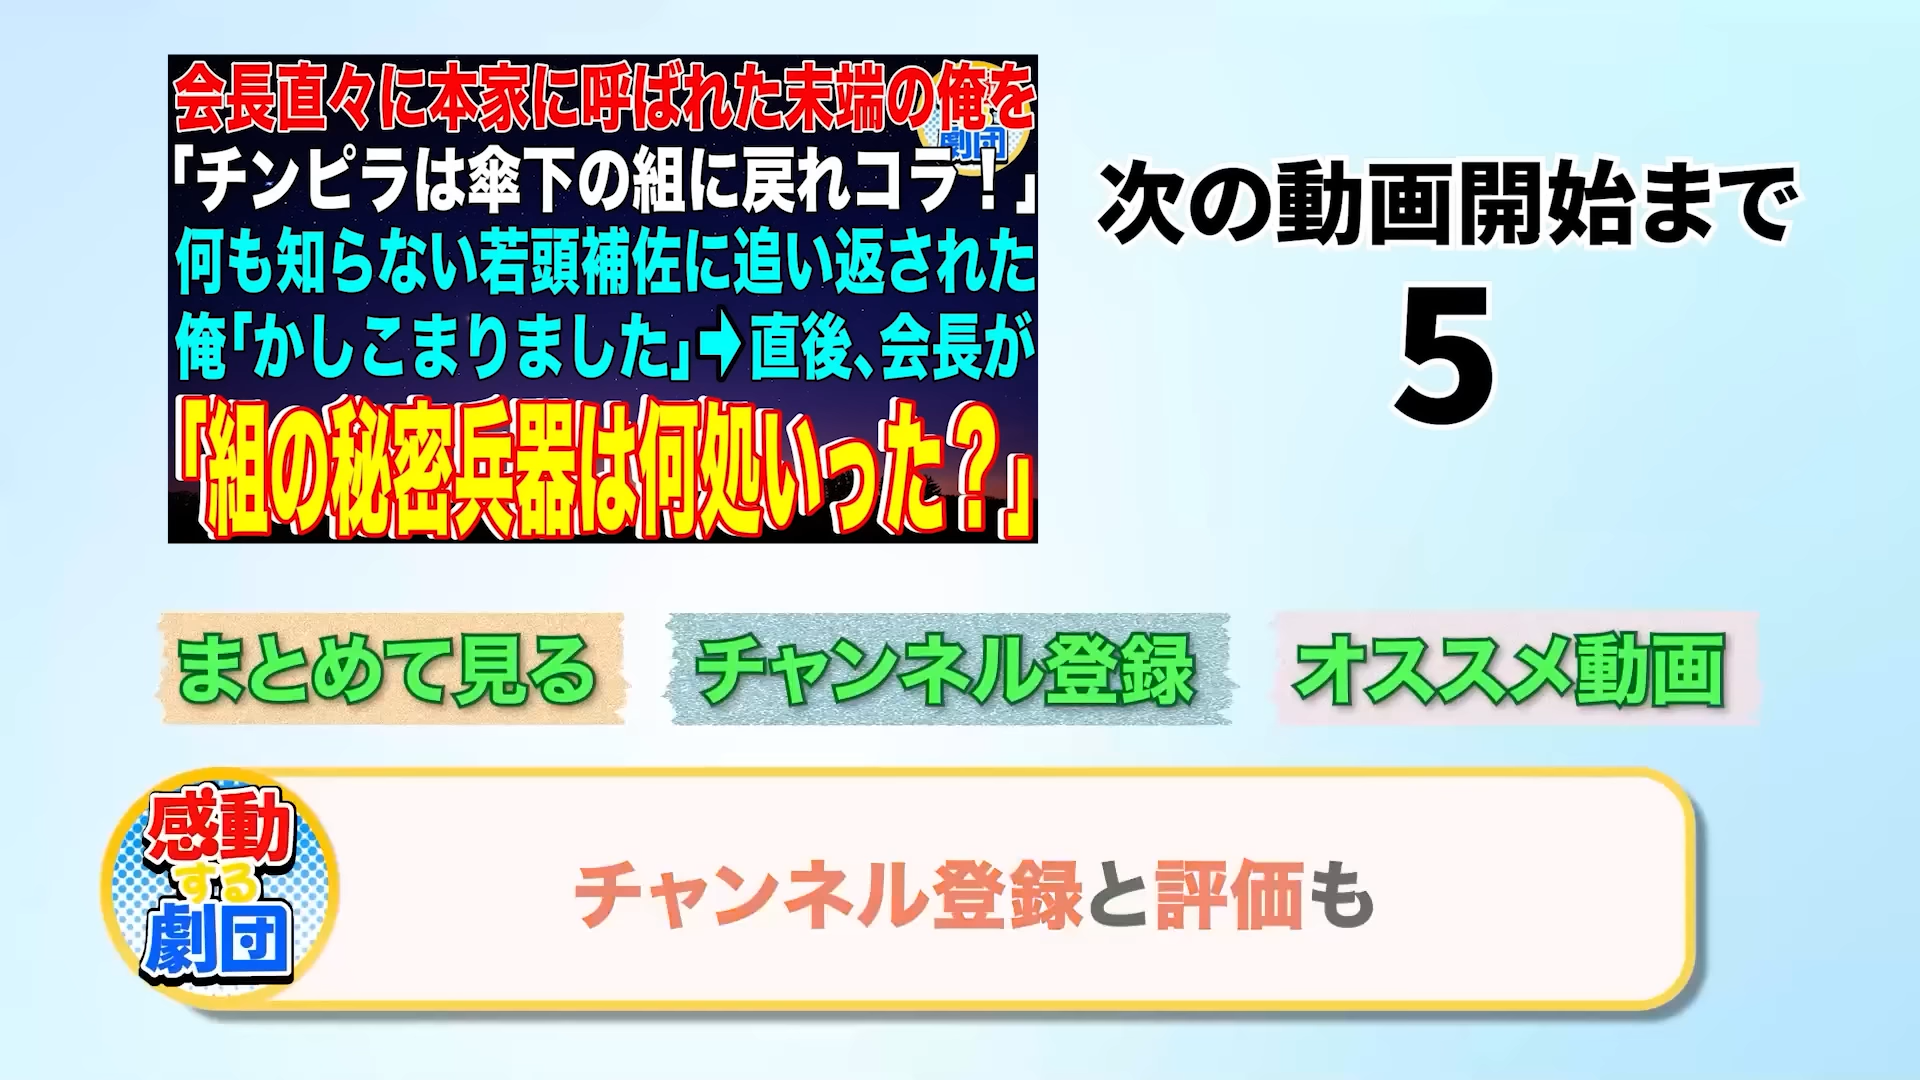 会長直々に本家に呼ばれた末端の俺を
劇団
「チンピラは傘下の組に戻れコラ！」
何も知らない若頭補佐に追い返された
俺「かしこまりました」➡直後、会長が
「組の秘密兵器は何処いった？」
次の動画開始まで
5
まとめて見る
チャンネル登録
オススメ動画
感動
する
劇団
チャンネル登録と評価も